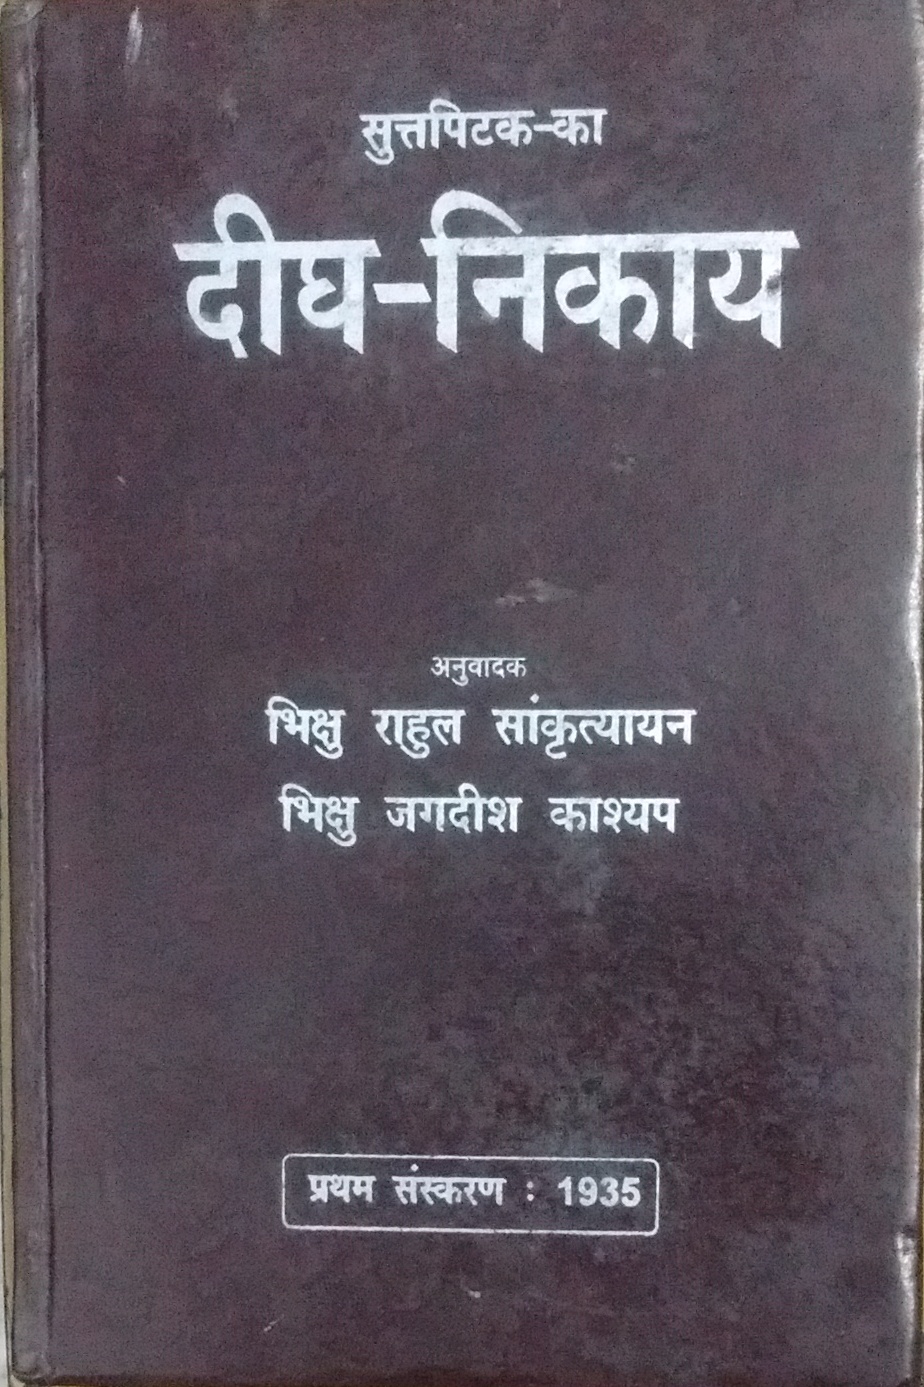 सुत्तपिटक-का
दीघ-निकाय
अनुवादक
भिक्षु राहुल सांकृत्यायन
भिक्षु जगदीश काश्यप
प्रथम संस्करण : 1935